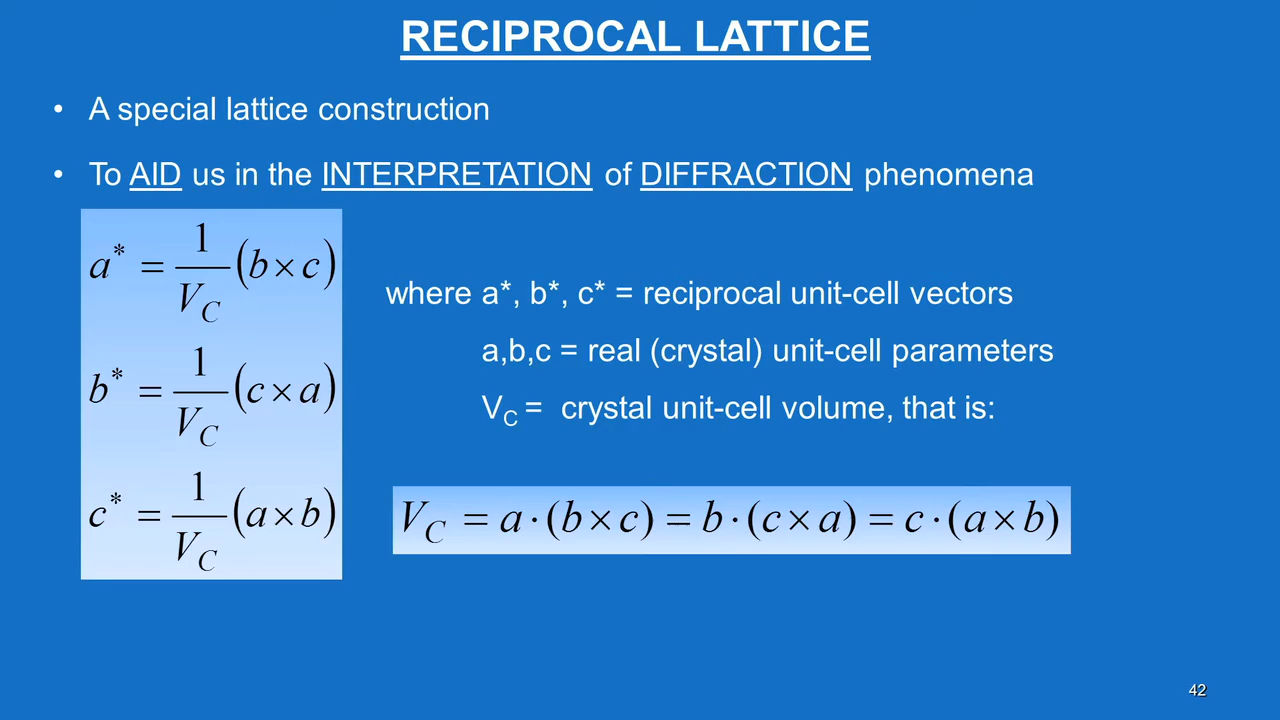 RECIPROCAL LATTICE
• A special lattice construction
• To AID us in the INTERPRETATION of DIFFRACTION phenomena
a* = 1/V_C (b × c)
b* = 1/V_C (c × a)
c* = 1/V_C (a × b)
where a*, b*, c* = reciprocal unit-cell vectors
a,b,c = real (crystal) unit-cell parameters
V_C = crystal unit-cell volume, that is:
V_C = a · (b × c) = b · (c × a) = c · (a × b)
42